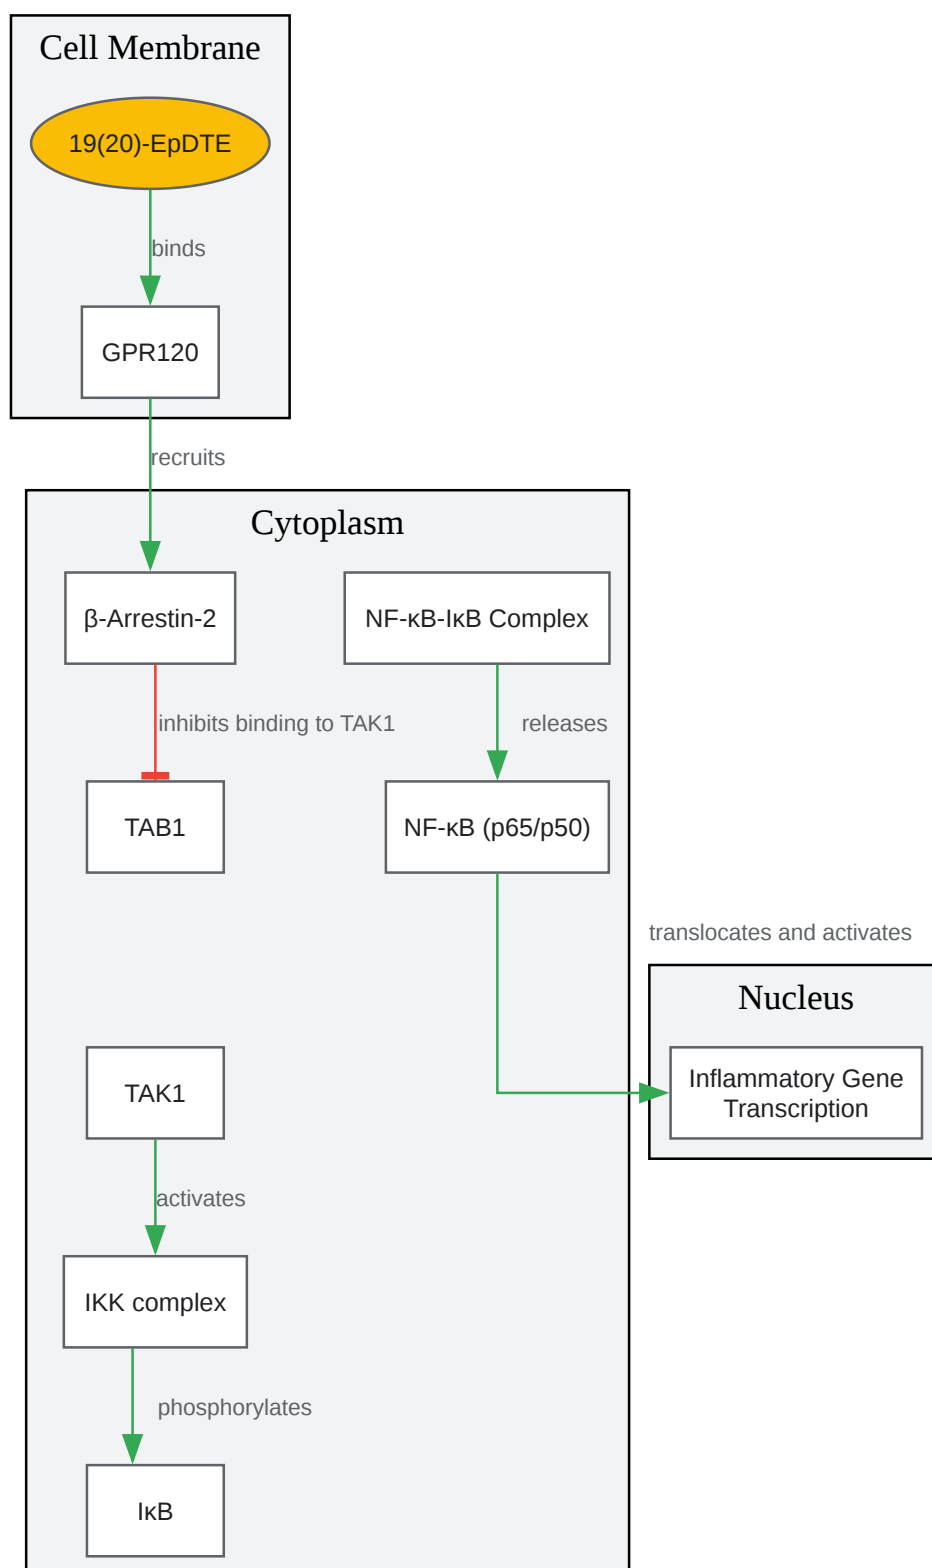 Cell Membrane
19(20)-EpDTE
binds
GPR120
recruits
Cytoplasm
β-Arrestin-2
NF-κB-IκB Complex
inhibits binding to TAK1
releases
TAB1
NF-κB (p65/p50)
translocates and activates
Nucleus
TAK1
Inflammatory Gene
Transcription
activates
IKK complex
phosphorylates
IκB